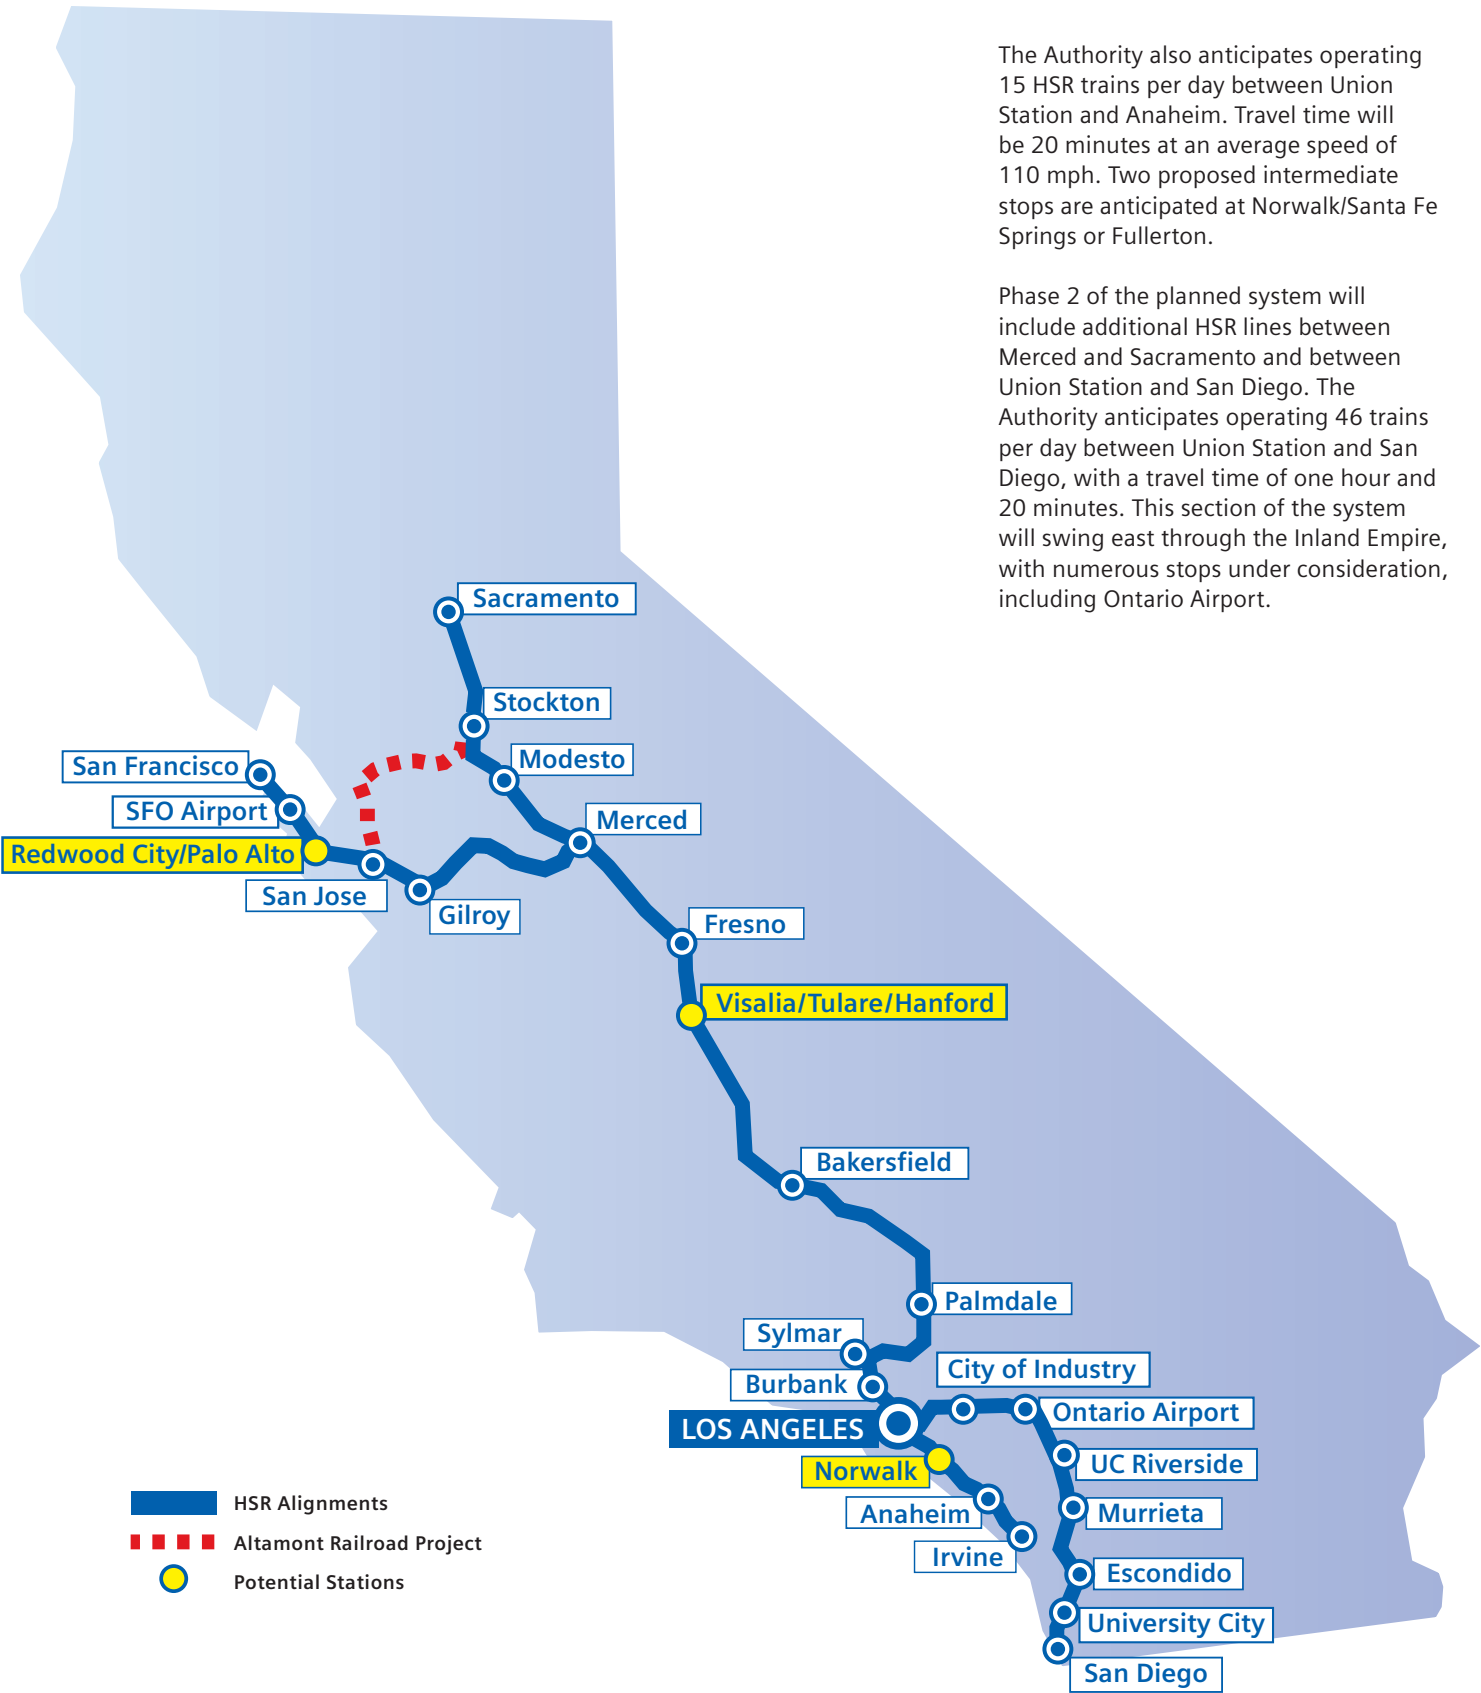 The Authority also anticipates operating
15 HSR trains per day between Union
Station and Anaheim. Travel time will
be 20 minutes at an average speed of
110 mph. Two proposed intermediate
stops are anticipated at Norwalk/Santa Fe
Springs or Fullerton.
Phase 2 of the planned system will
include additional HSR lines between
Merced and Sacramento and between
Union Station and San Diego. The
Authority anticipates operating 46 trains
per day between Union Station and San
Diego, with a travel time of one hour and
20 minutes. This section of the system
will swing east through the Inland Empire,
with numerous stops under consideration,
including Ontario Airport.
Sacramento
Stockton
Modesto
San Francisco
SFO Airport
Merced
Redwood City/Palo Alto
San Jose
Gilroy
Fresno
Visalia/Tulare/Hanford
Bakersfield
Palmdale
Sylmar
City of Industry
Burbank
Ontario Airport
LOS ANGELES
UC Riverside
Norwalk
Anaheim
Murrieta
Irvine
Escondido
University City
San Diego
HSR Alignments
Altamont Railroad Project
Potential Stations